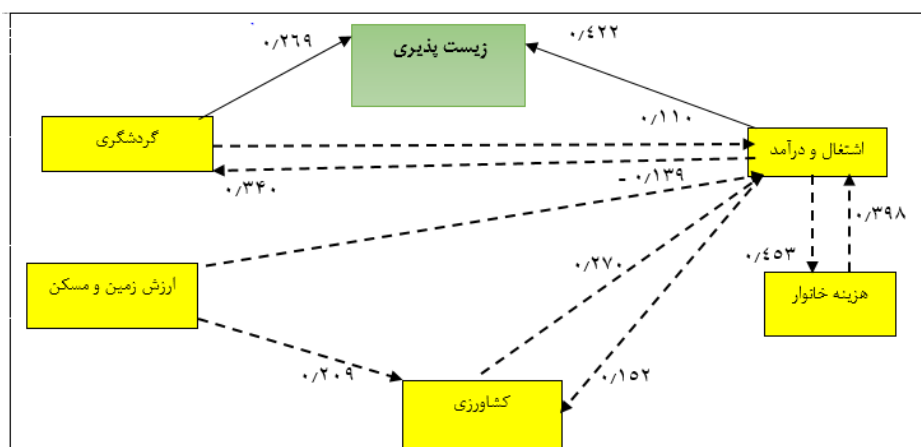 ۰٫۲۶۹
زیست پذیری
۰٫۴۲۲
گردشگری
۰٫۱۱۰
اشتغال و درآمد
۰٫۳۴۰
- ۰٫۱۳۹
۰٫۳۹۸
۰٫۴۵۳
۰٫۲۷۰
ارزش زمین و مسکن
هزینه خانوار
۰٫۲۰۹
۰٫۱۵۲
کشاورزی